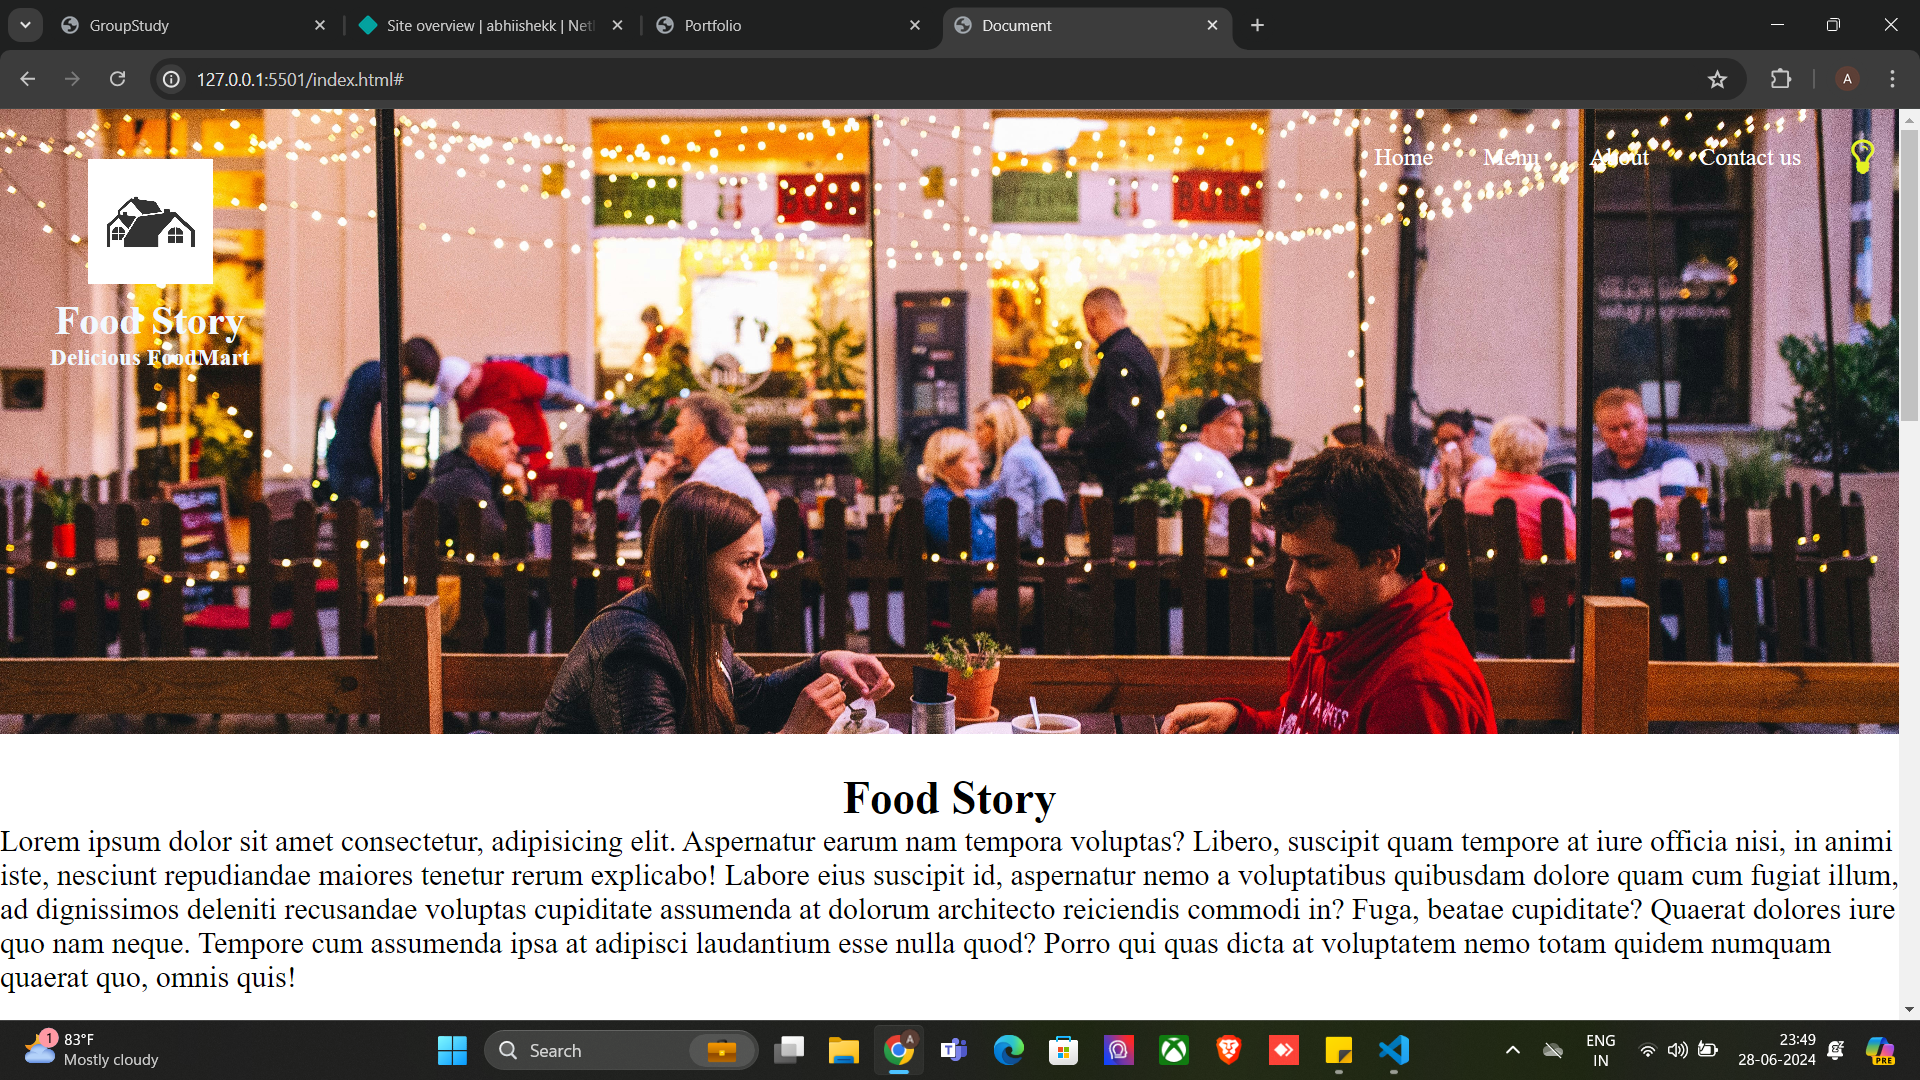 GroupStudy
Site overview | abhiishekk | Netl
Portfolio
Document
127.0.0.1:5501/index.html#
A
Home Menu About Contact us
Food Story
Delicious FoodMart
Food Story
Lorem ipsum dolor sit amet consectetur, adipisicing elit. Aspernatur earum nam tempora voluptas? Libero, suscipit quam tempore at iure officia nisi, in animi
iste, nesciunt repudiandae maiores tenetur rerum explicabo! Labore eius suscipit id, aspernatur nemo a voluptatibus quibusdam dolore quam cum fugiat illum,
ad dignissimos deleniti recusandae voluptas cupiditate assumenda at dolorum architecto reiciendis commodi in? Fuga, beatae cupiditate? Quaerat dolores iure
quo nam neque. Tempore cum assumenda ipsa at adipisci laudantium esse nulla quod? Porro qui quas dicta at voluptatem nemo totam quidem numquam
quaerat quo, omnis quis!
1
83°F
Mostly cloudy
Search
A
ENG
IN
23:49
28-06-2024
PRE